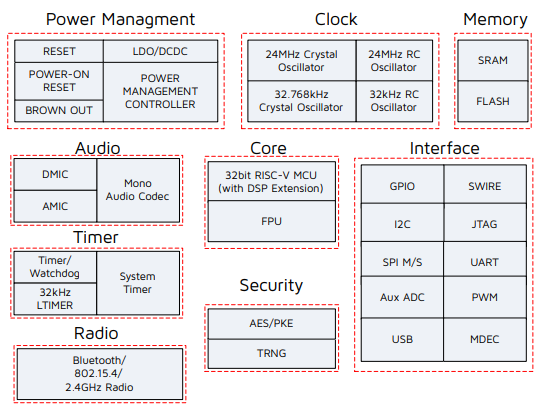 Power Managment
RESET
LDO/DCDC
POWER-ON
RESET
BROWN OUT
POWER
MANAGEMENT
CONTROLLER
Clock
24MHz Crystal
Oscillator
24MHz RC
Oscillator
32.768kHz
Crystal Oscillator
32kHz RC
Oscillator
Memory
SRAM
FLASH
Audio
DMIC
AMIC
Mono
Audio Codec
Core
32bit RISC-V MCU
(with DSP Extension)
FPU
Interface
GPIO
SWIRE
I2C
JTAG
SPI M/S
UART
Aux ADC
PWM
USB
MDEC
Timer
Timer/
Watchdog
32kHz
LTIMER
System
Timer
Security
AES/PKE
TRNG
Radio
Bluetooth/
802.15.4/
2.4GHz Radio